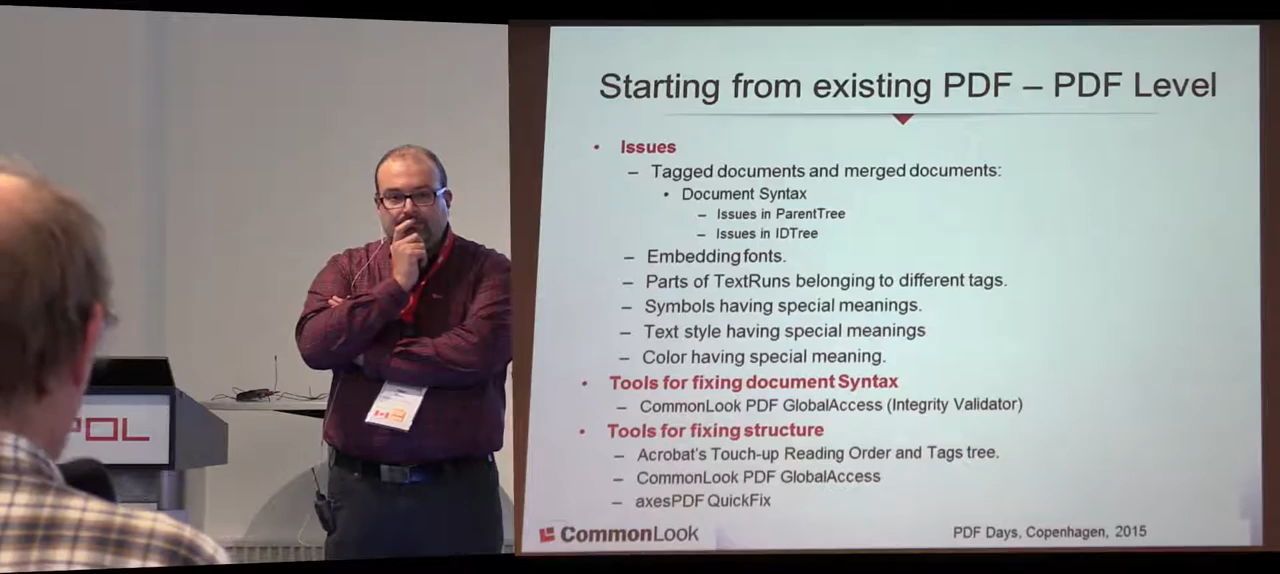 Starting from existing PDF – PDF Level
• Issues
– Tagged documents and merged documents:
• Document Syntax
– Issues in ParentTree
– Issues in IDTree
– Embedding fonts.
– Parts of TextRuns belonging to different tags.
– Symbols having special meanings.
– Text style having special meanings
– Color having special meaning.
• Tools for fixing document Syntax
– CommonLook PDF GlobalAccess (Integrity Validator)
• Tools for fixing structure
– Acrobat's Touch-up Reading Order and Tags tree.
– CommonLook PDF GlobalAccess
– axesPDF QuickFix
CommonLook
PDF Days, Copenhagen, 2015